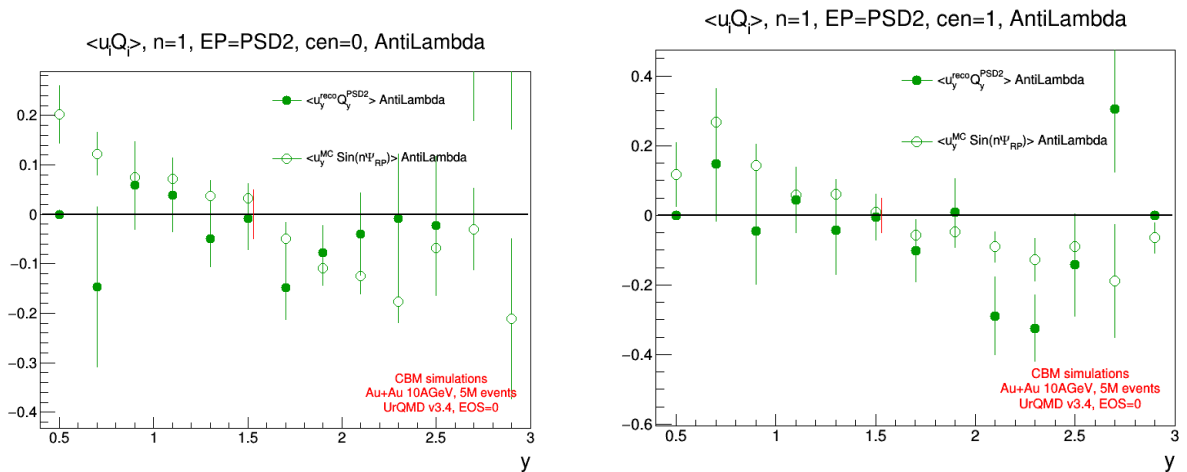 <u_iQ_i>, n=1, EP=PSD2, cen=0, AntiLambda
<u_y^reco Q_y^PSD2> AntiLambda
<u_y^MC Sin(nΨ_RP)> AntiLambda
0.2
0.1
0
−0.1
−0.2
−0.3
−0.4
CBM simulations
Au+Au 10AGeV, 5M events
UrQMD v3.4, EOS=0
0.5 1 1.5 2 2.5 3
y
<u_iQ_i>, n=1, EP=PSD2, cen=1, AntiLambda
<u_y^reco Q_y^PSD2> AntiLambda
<u_y^MC Sin(nΨ_RP)> AntiLambda
0.4
0.2
0
−0.2
−0.4
−0.6
CBM simulations
Au+Au 10AGeV, 5M events
UrQMD v3.4, EOS=0
0.5 1 1.5 2 2.5 3
y